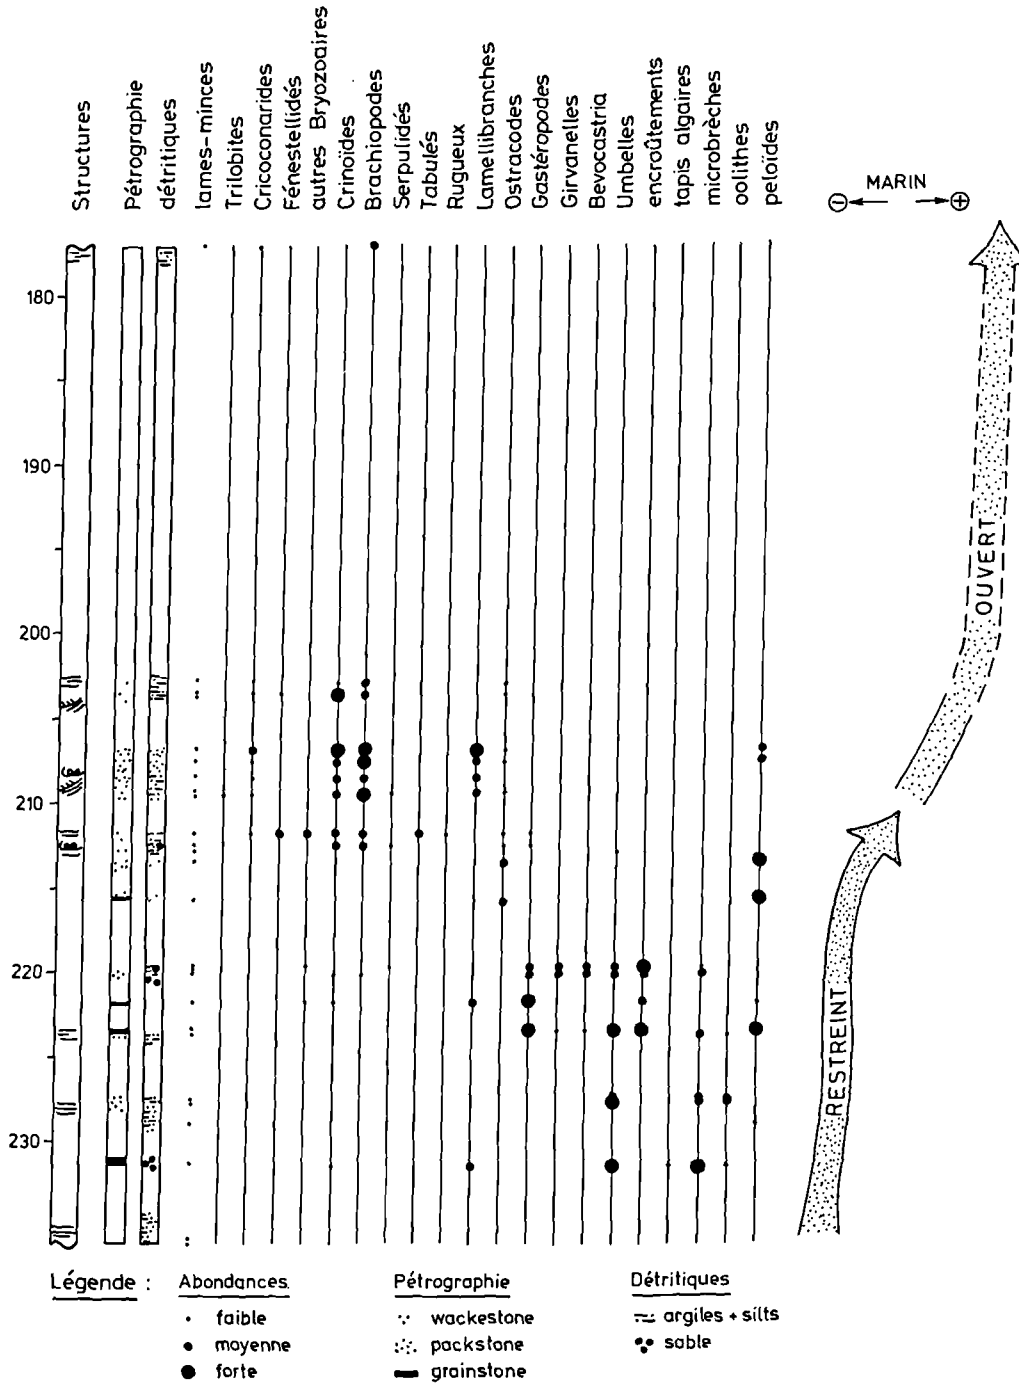 Structures
Pétrographie
détritiques
lames-minces
Trilobites
Cricoconarides
Fénestellidés
autres Bryozoaires
Crinoïdes
Brachiopodes
Serpulidés
Tabulés
Rugueux
Lamellibranches
Ostracodes
Gastéropodes
Girvanelles
Bevocastria
Umbelles
encroûtements
tapis algaires
microbrèches
oolithes
peloïdes
MARIN
- +
180
190
200
210
220
230
OUVERT
RESTREINT
Légende :
Abondances
faible
moyenne
forte
Pétrographie
wackestone
packstone
grainstone
Détritiques
argiles + silts
sable